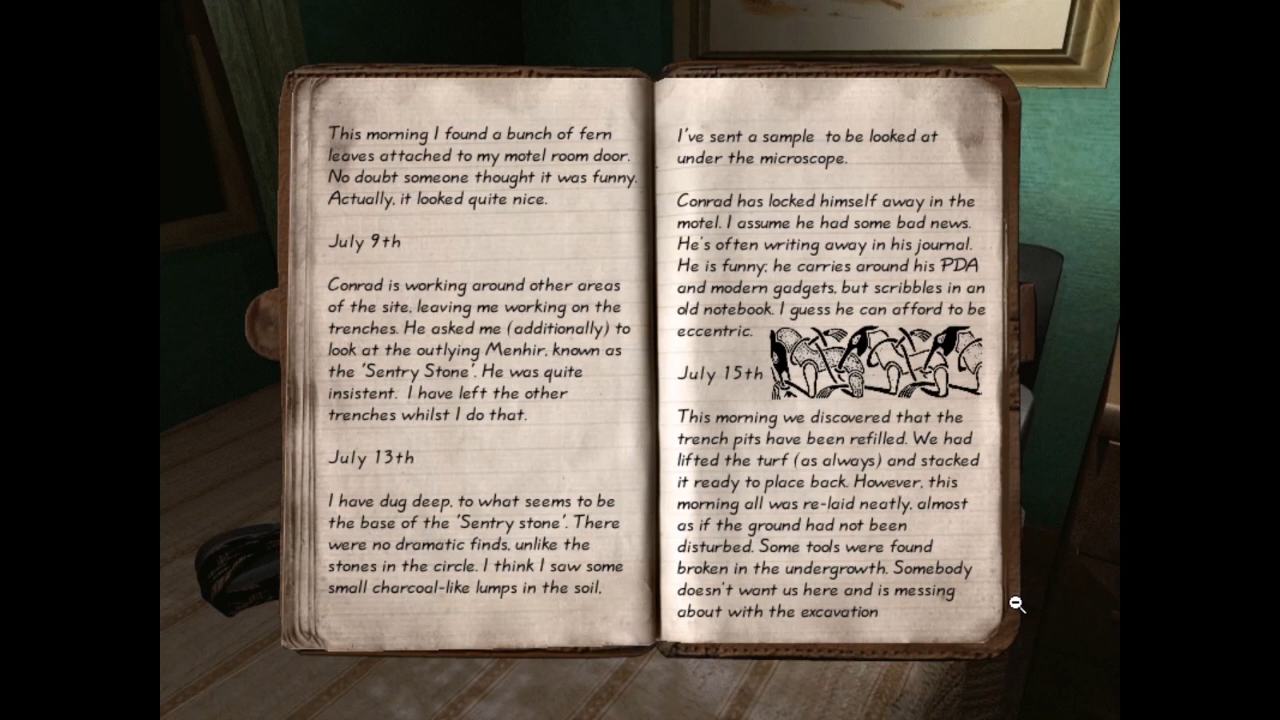 This morning I found a bunch of fern
leaves attached to my motel room door.
No doubt someone thought it was funny.
Actually, it looked quite nice.
July 9th
Conrad is working around other areas
of the site, leaving me working on the
trenches. He asked me (additionally) to
look at the outlying Menhir, known as
the 'Sentry Stone'. He was quite
insistent. I have left the other
trenches whilst I do that.
July 13th
I have dug deep, to what seems to be
the base of the 'Sentry stone'. There
were no dramatic finds, unlike the
stones in the circle. I think I saw some
small charcoal-like lumps in the soil.
I've sent a sample to be looked at
under the microscope.
Conrad has locked himself away in the
motel. I assume he had some bad news.
He's often writing away in his journal.
He is funny; he carries around his PDA
and modern gadgets, but scribbles in an
old notebook. I guess he can afford to be
eccentric.
July 15th
This morning we discovered that the
trench pits have been refilled. We had
lifted the turf (as always) and stacked
it ready to place back. However, this
morning all was re-laid neatly, almost
as if the ground had not been
disturbed. Some tools were found
broken in the undergrowth. Somebody
doesn't want us here and is messing
about with the excavation